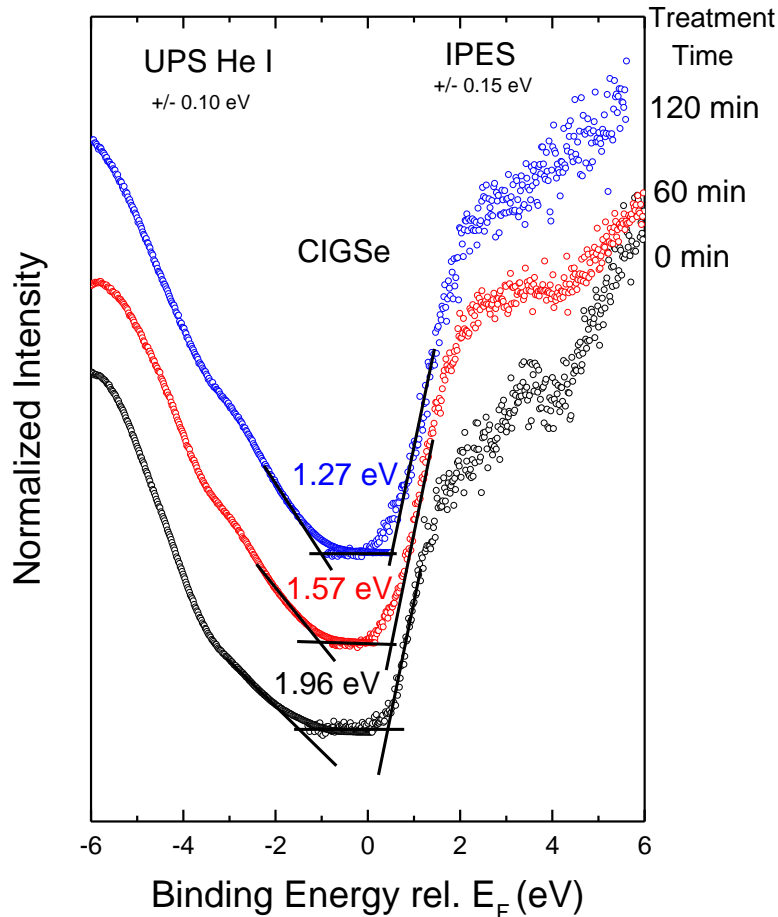 Treatment
Time
UPS He I
IPES
+/- 0.10 eV
+/- 0.15 eV
120 min
60 min
CIGSe
0 min
1.27 eV
1.57 eV
1.96 eV
Normalized Intensity
-6 -4 -2 0 2 4 6
Binding Energy rel. E_F (eV)